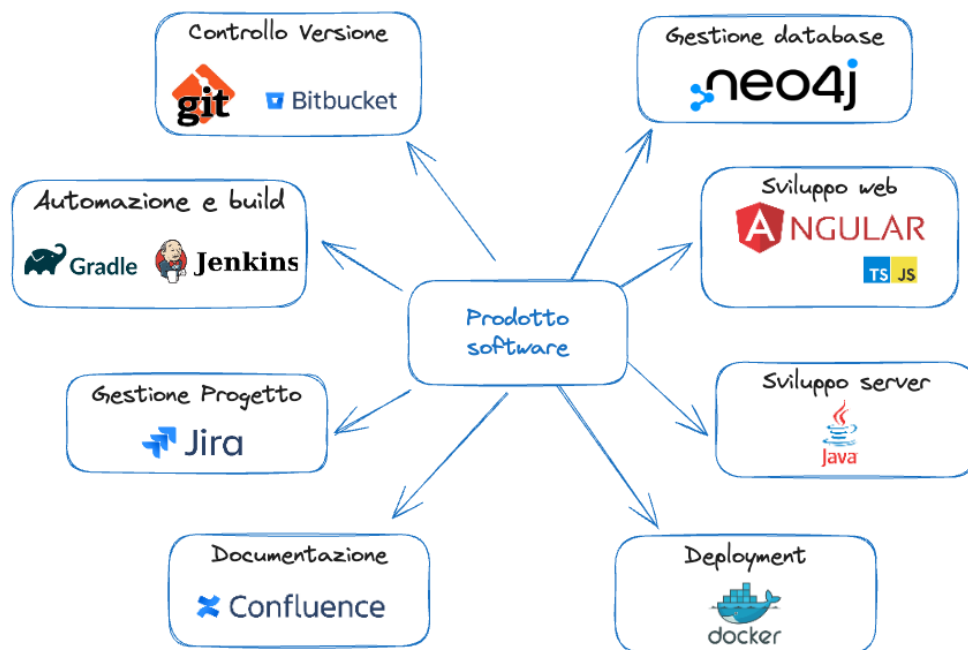 Controllo Versione
git
Bitbucket
Gestione database
neo4j
Automazione e build
Gradle
Jenkins
Sviluppo web
ANGULAR
TS JS
Prodotto
software
Gestione Progetto
Jira
Sviluppo server
Java
Documentazione
Confluence
Deployment
docker